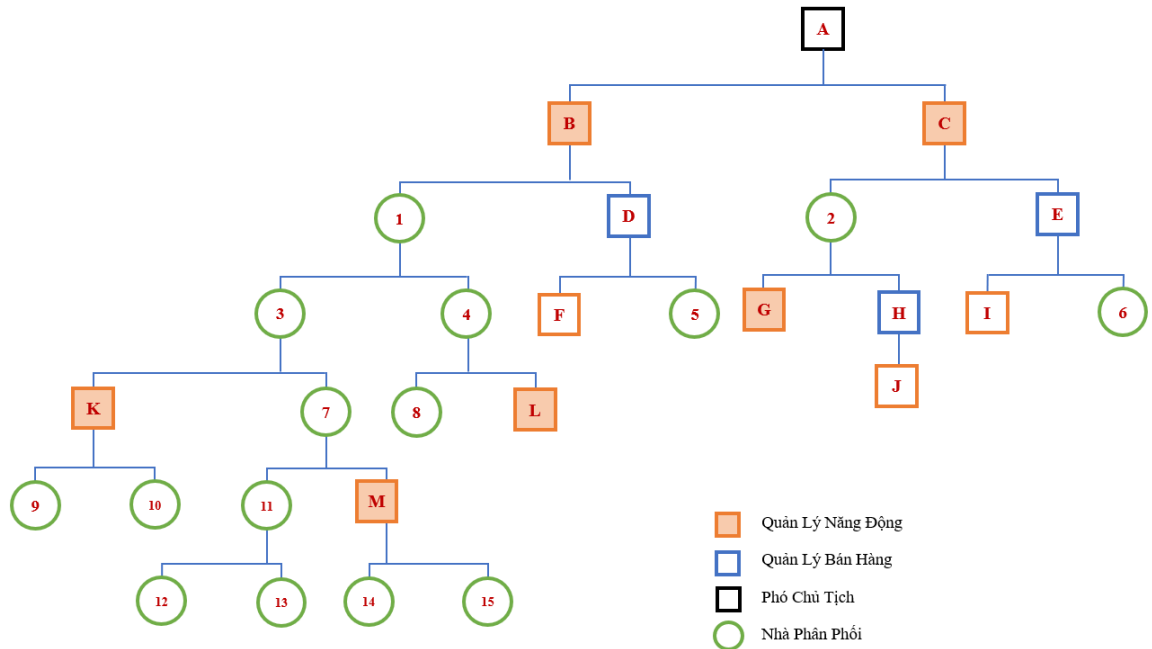 A
B
C
1
D
2
E
3
4
F
5
G
H
I
6
K
7
8
L
J
9
10
11
M
12
13
14
15
Quản Lý Năng Động
Quản Lý Bán Hàng
Phó Chủ Tịch
Nhà Phân Phối